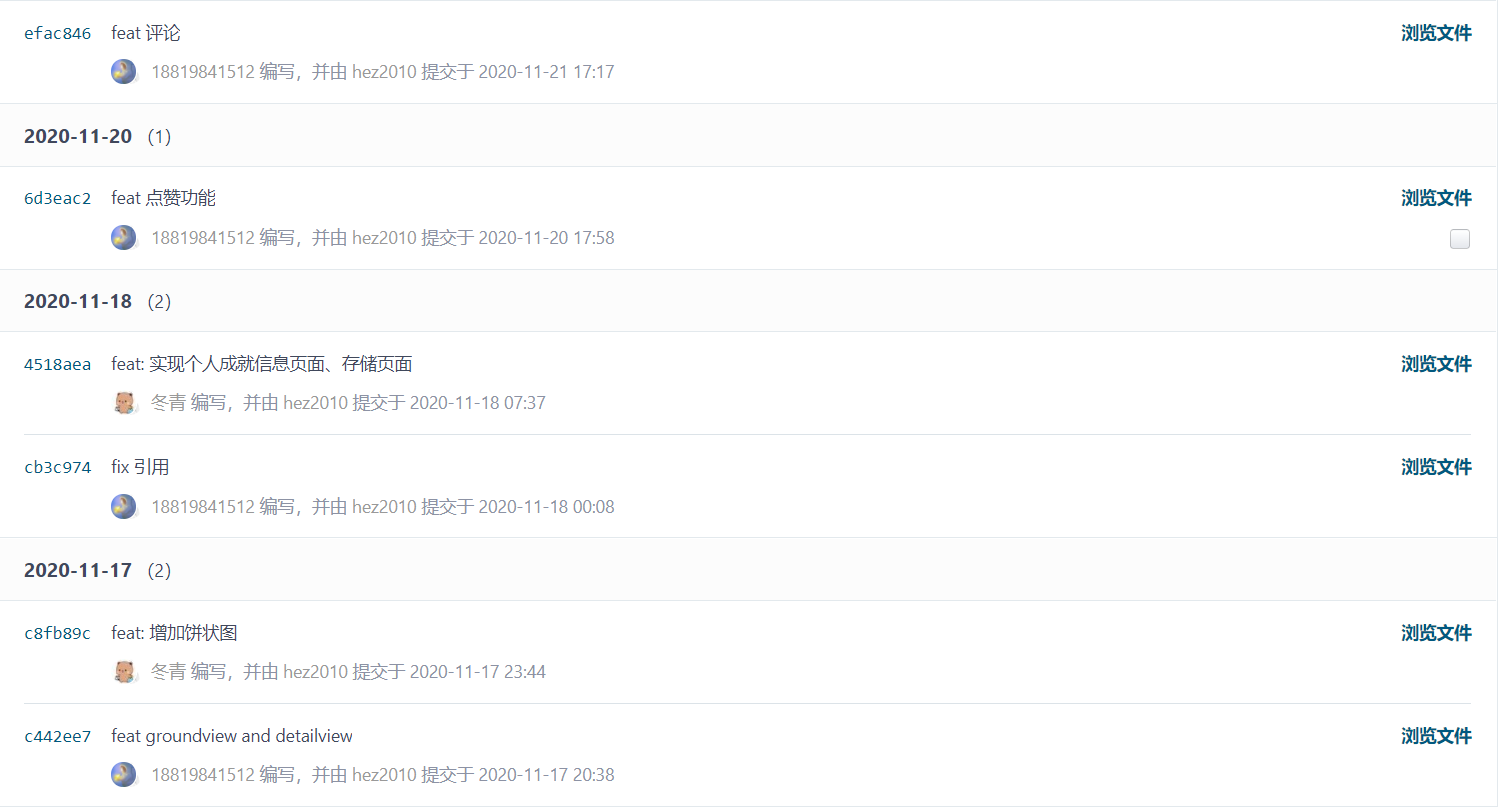 efac846 feat 评论 浏览文件
18819841512 编写，并由 hez2010 提交于 2020-11-21 17:17
2020-11-20 (1)
6d3eac2 feat 点赞功能 浏览文件
18819841512 编写，并由 hez2010 提交于 2020-11-20 17:58
2020-11-18 (2)
4518aea feat: 实现个人成就信息页面、存储页面 浏览文件
冬青 编写，并由 hez2010 提交于 2020-11-18 07:37
cb3c974 fix 引用 浏览文件
18819841512 编写，并由 hez2010 提交于 2020-11-18 00:08
2020-11-17 (2)
c8fb89c feat: 增加饼状图 浏览文件
冬青 编写，并由 hez2010 提交于 2020-11-17 23:44
c442ee7 feat groundview and detailview 浏览文件
18819841512 编写，并由 hez2010 提交于 2020-11-17 20:38